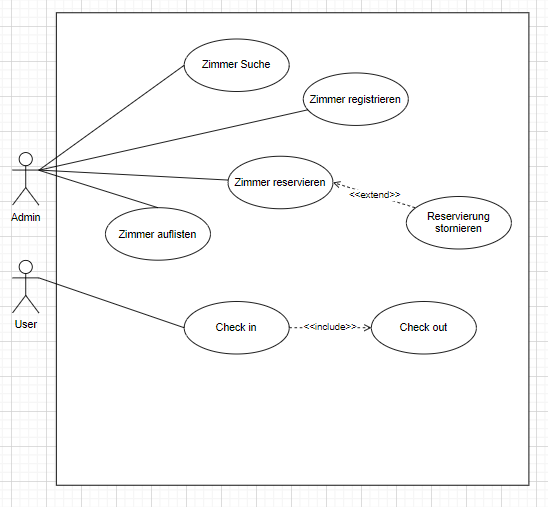 Zimmer Suche
Zimmer registrieren
Zimmer reservieren
<<extend>>
Reservierung
stornieren
Admin
Zimmer auflisten
User
Check in
<<include>>
Check out